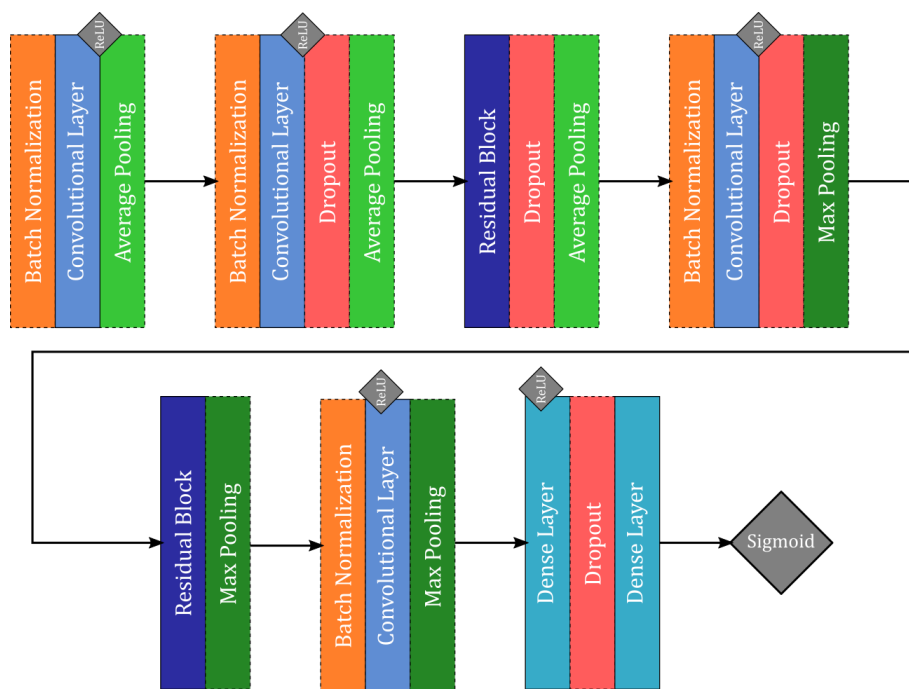 ReLU
Batch Normalization
Convolutional Layer
Average Pooling
ReLU
Batch Normalization
Convolutional Layer
Dropout
Average Pooling
Residual Block
Dropout
Average Pooling
ReLU
Batch Normalization
Convolutional Layer
Dropout
Max Pooling
Residual Block
Max Pooling
ReLU
Batch Normalization
Convolutional Layer
Max Pooling
ReLU
Dense Layer
Dropout
Dense Layer
Sigmoid